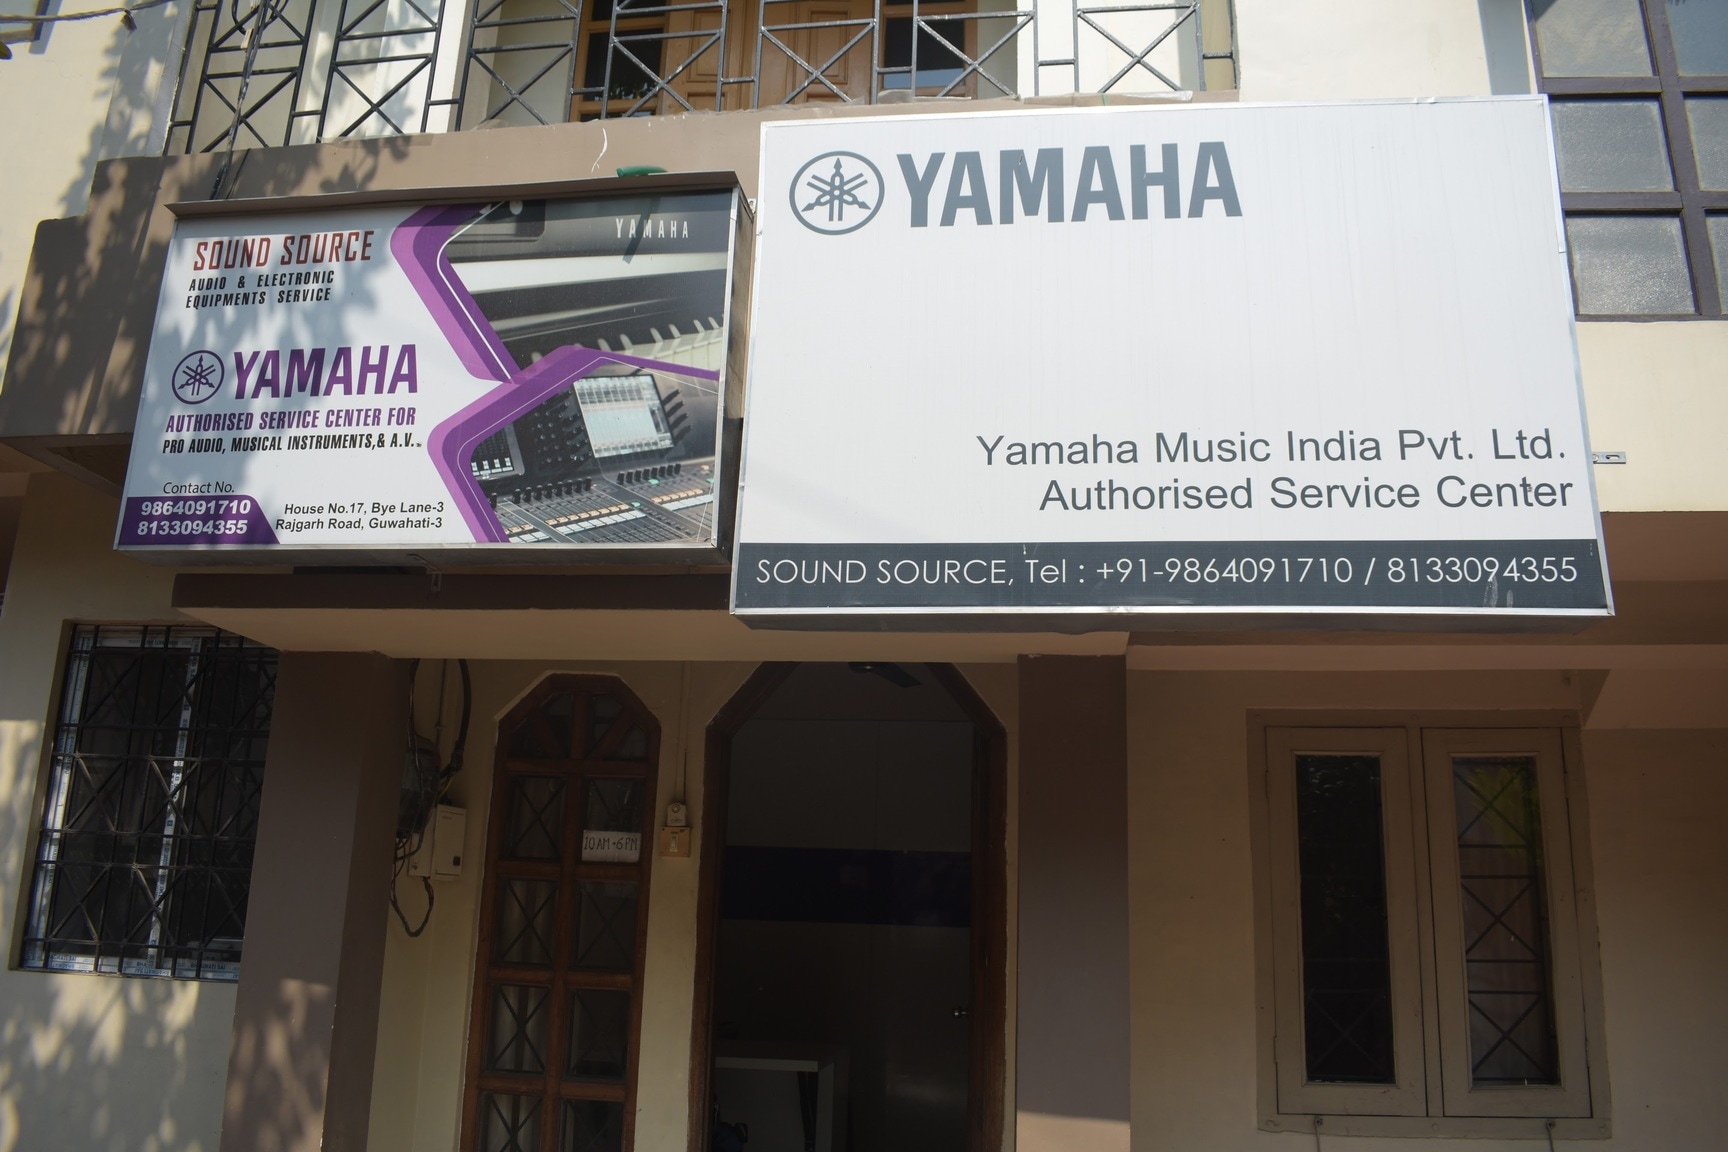 SOUND SOURCE
AUDIO & ELECTRONIC
EQUIPMENTS SERVICE
YAMAHA
AUTHORISED SERVICE CENTER FOR
PRO AUDIO, MUSICAL INSTRUMENTS,& A.V.
Contact No.
9864091710
8133094355
House No.17, Bye Lane-3
Rajgarh Road, Guwahati-3
YAMAHA
YAMAHA
Yamaha Music India Pvt. Ltd.
Authorised Service Center
SOUND SOURCE, Tel : +91-9864091710 / 8133094355
10 AM - 6 PM